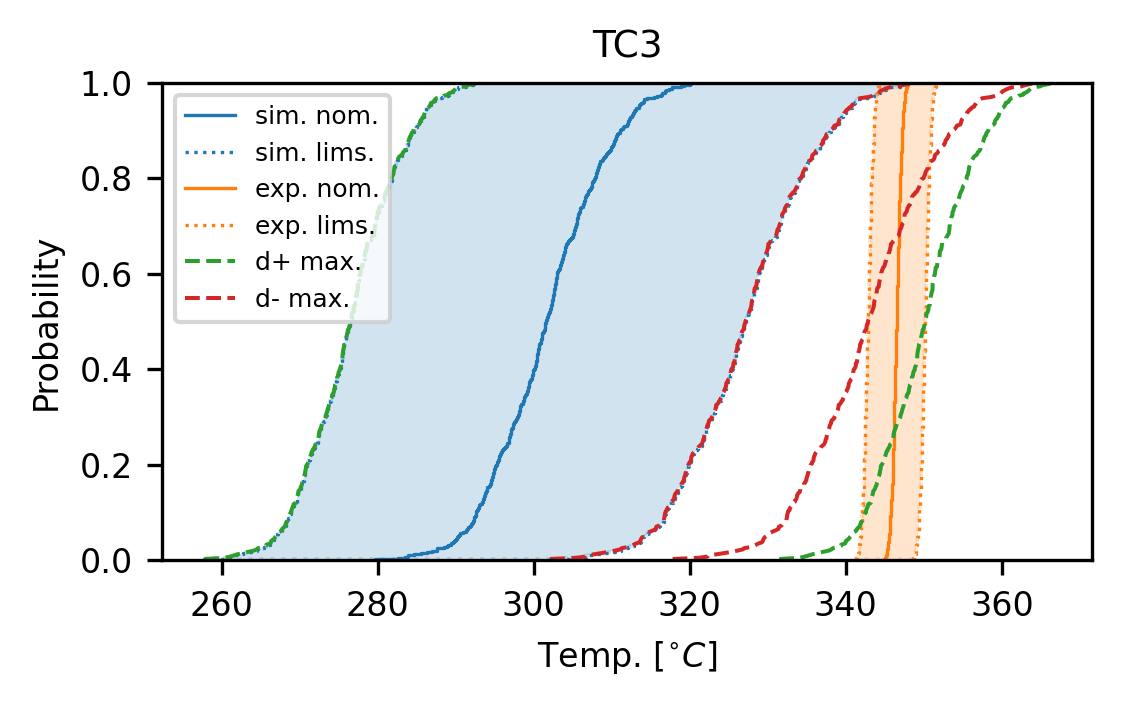 TC3
1.0
0.8
0.6
0.4
0.2
0.0
Probability
sim. nom.
sim. lims.
exp. nom.
exp. lims.
d+ max.
d- max.
260 280 300 320 340 360
Temp. [°C]